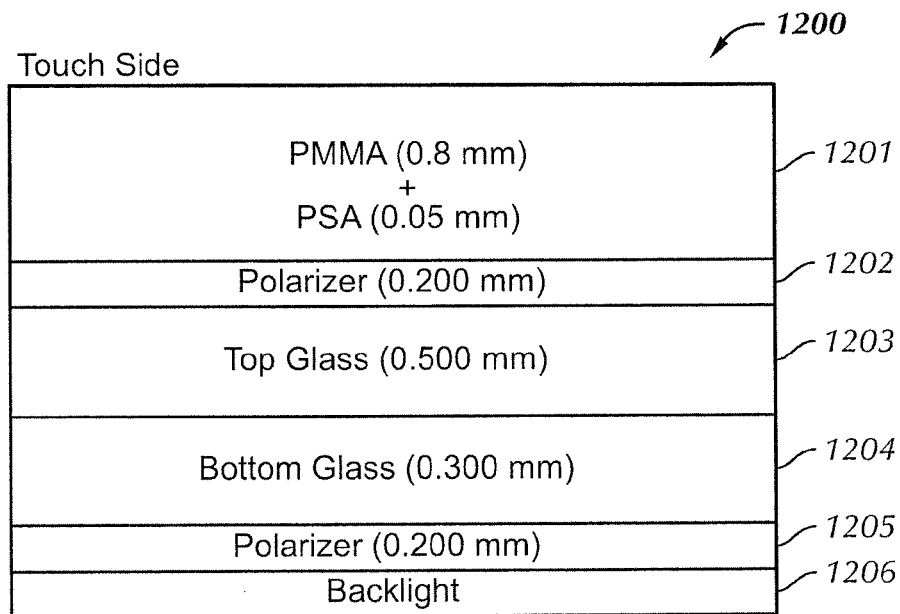 1200
Touch Side
PMMA (0.8 mm)
+
PSA (0.05 mm)
1201
Polarizer (0.200 mm)
1202
Top Glass (0.500 mm)
1203
Bottom Glass (0.300 mm)
1204
Polarizer (0.200 mm)
1205
Backlight
1206